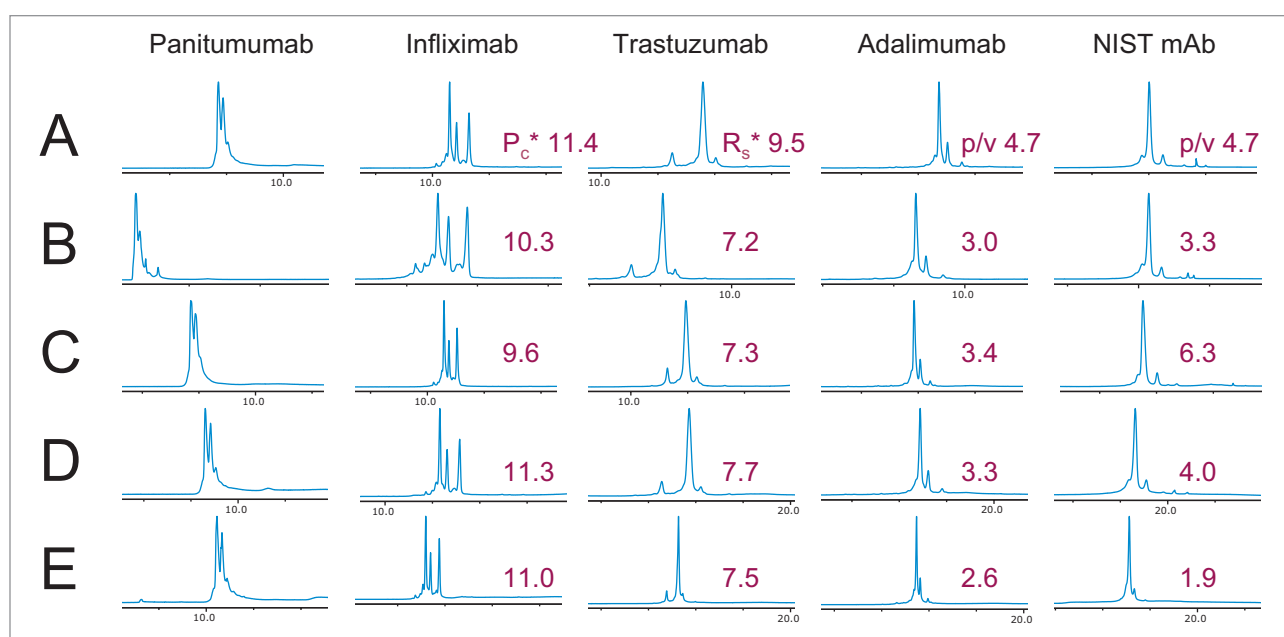 Panitumumab Infliximab Trastuzumab Adalimumab NIST mAb
A Pc* 11.4 Rs* 9.5 p/v 4.7 p/v 4.7
10.0 10.0 10.0
B 10.3 7.2 3.0 3.3
10.0 10.0
C 9.6 7.3 3.4 6.3
10.0 10.0 10.0
D 11.3 7.7 3.3 4.0
10.0 10.0 20.0 20.0 20.0
E 11.0 7.5 2.6 1.9
10.0 20.0 20.0 20.0